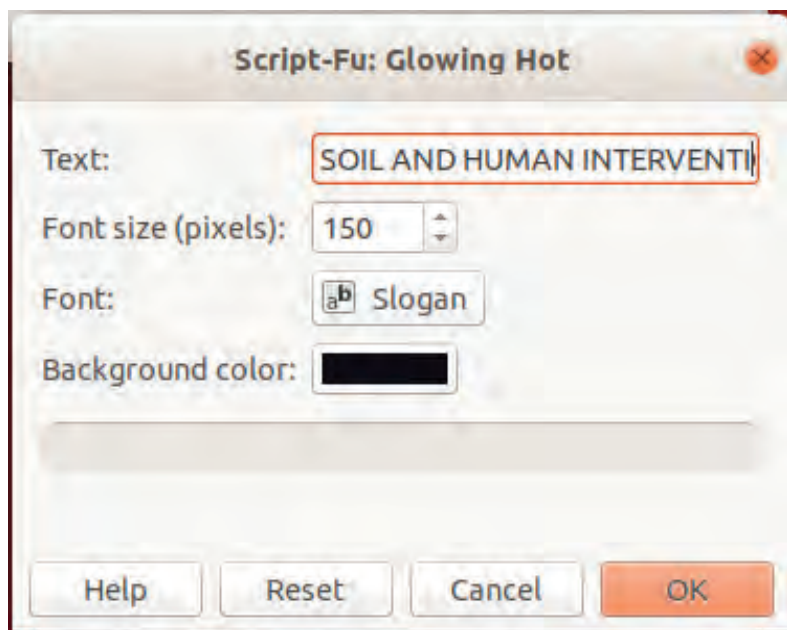 Script-Fu: Glowing Hot
Text: SOIL AND HUMAN INTERVENTI
Font size (pixels): 150
Font: ab Slogan
Background color:
Help Reset Cancel OK